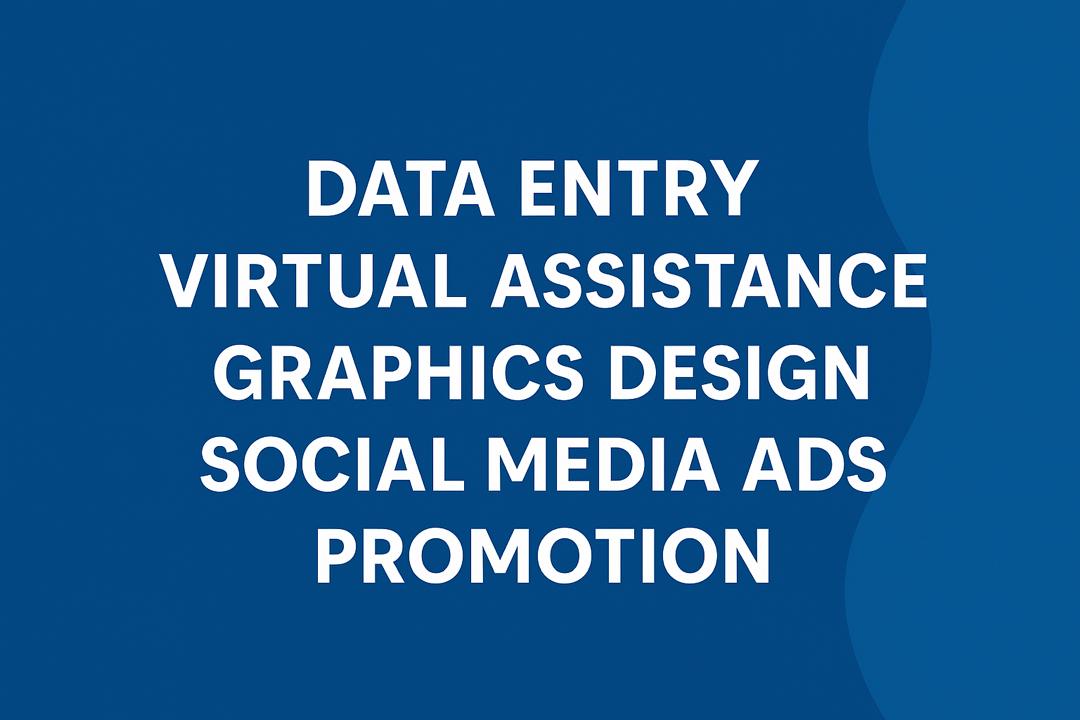 DATA ENTRY
VIRTUAL ASSISTANCE
GRAPHICS DESIGN
SOCIAL MEDIA ADS
PROMOTION